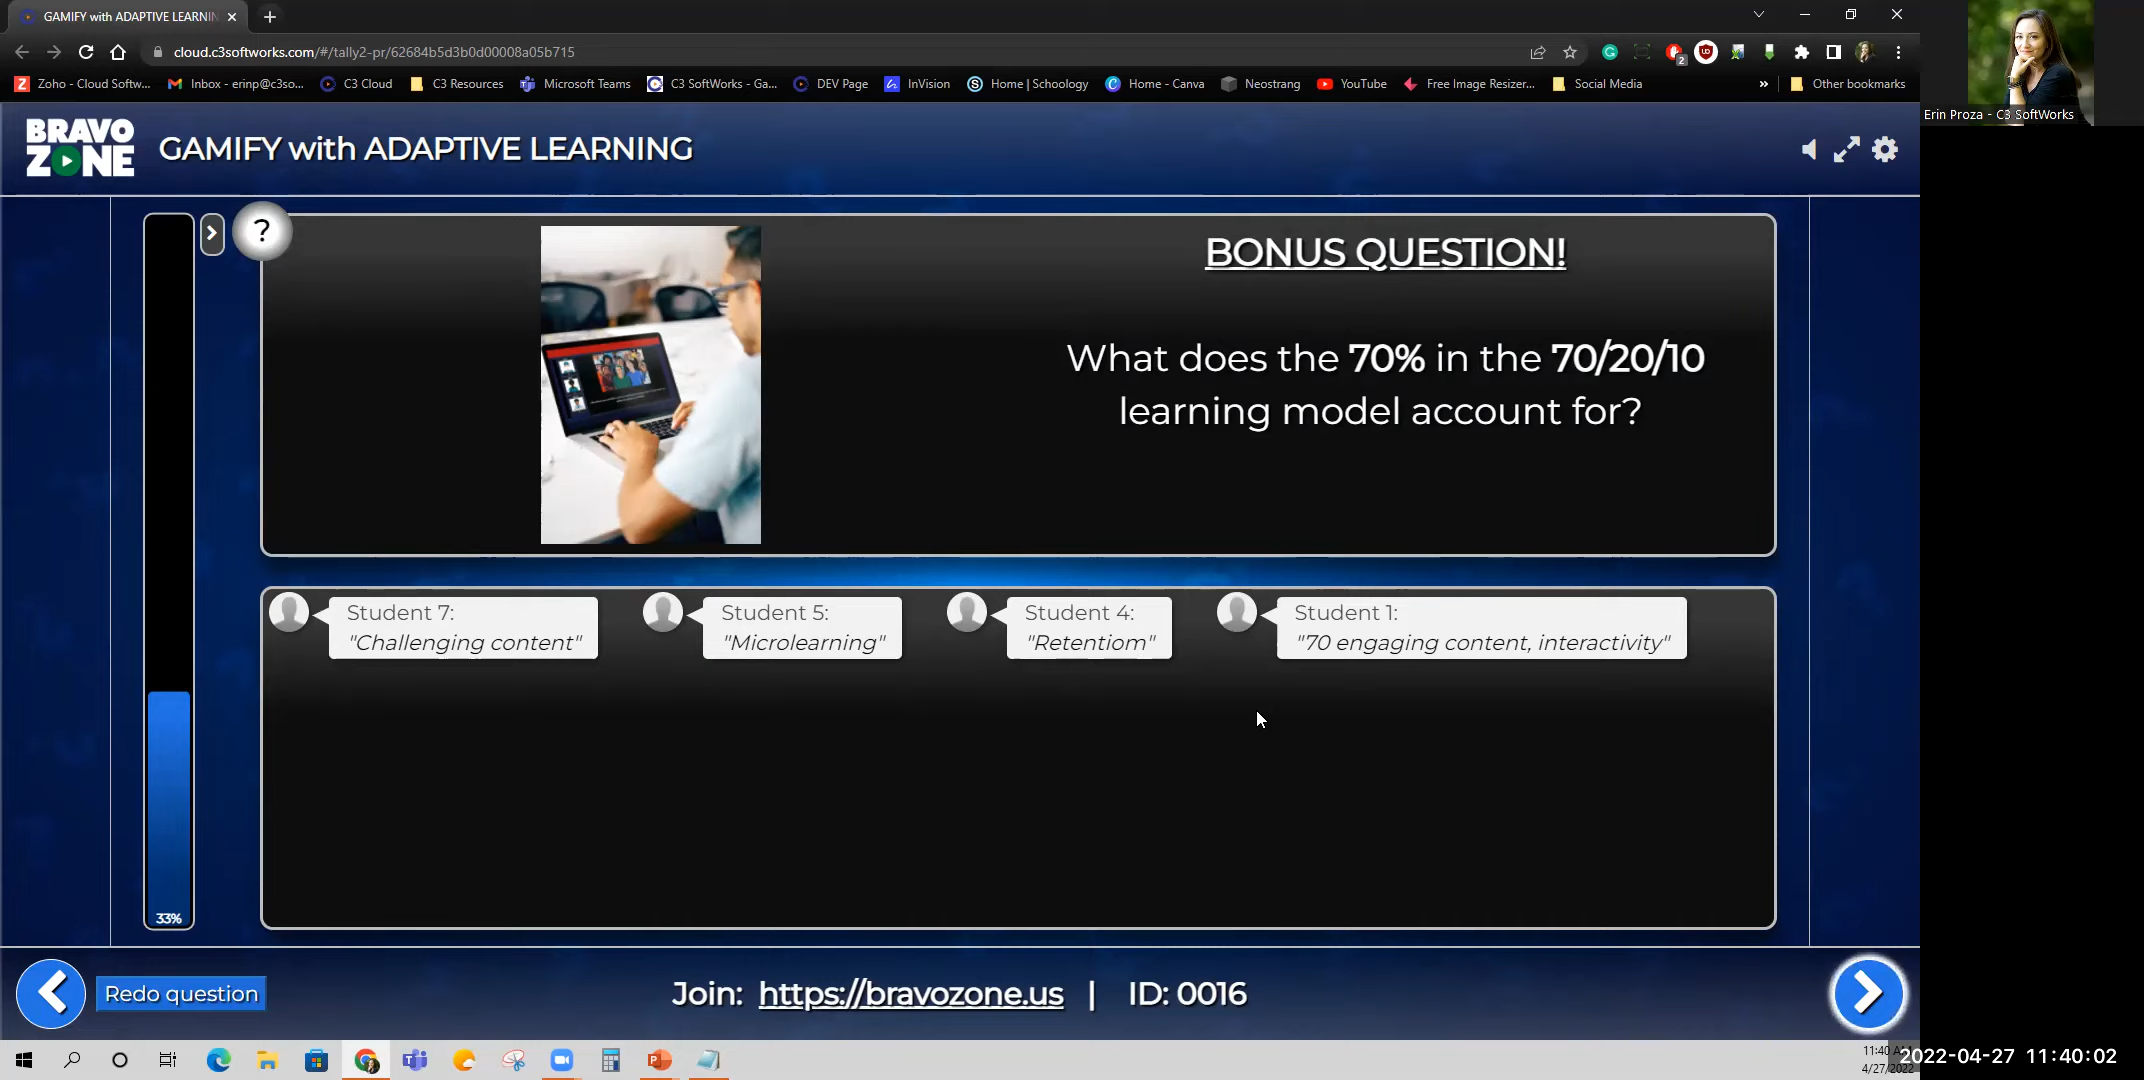 GAMIFY with ADAPTIVE LEARNIN
cloud.c3softworks.com/#/tally2-pr/62684b5d3b0d00008a05b715
Zoho - Cloud Softw...
Inbox - erinp@c3so...
C3 Cloud
C3 Resources
Microsoft Teams
C3 SoftWorks - Ga...
DEV Page
InVision
Home | Schoology
Home - Canva
Neostrang
YouTube
Free Image Resizer...
Social Media
»
Other bookmarks
Erin Proza - C3 SoftWorks
BRAVO
ZONE
GAMIFY with ADAPTIVE LEARNING
?
BONUS QUESTION!
What does the 70% in the 70/20/10
learning model account for?
Student 7:
"Challenging content"
Student 5:
"Microlearning"
Student 4:
"Retentiom"
Student 1:
"70 engaging content, interactivity"
33%
Redo question
Join: https://bravozone.us | ID: 0016
11:40
4/27/2022
2022-04-27 11:40:02